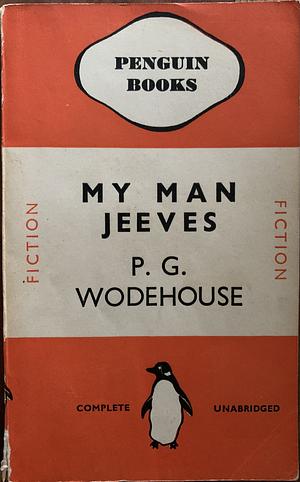 PENGUIN
BOOKS
MY MAN
JEEVES
P. G.
WODEHOUSE
FICTION
FICTION
COMPLETE UNABRIDGED